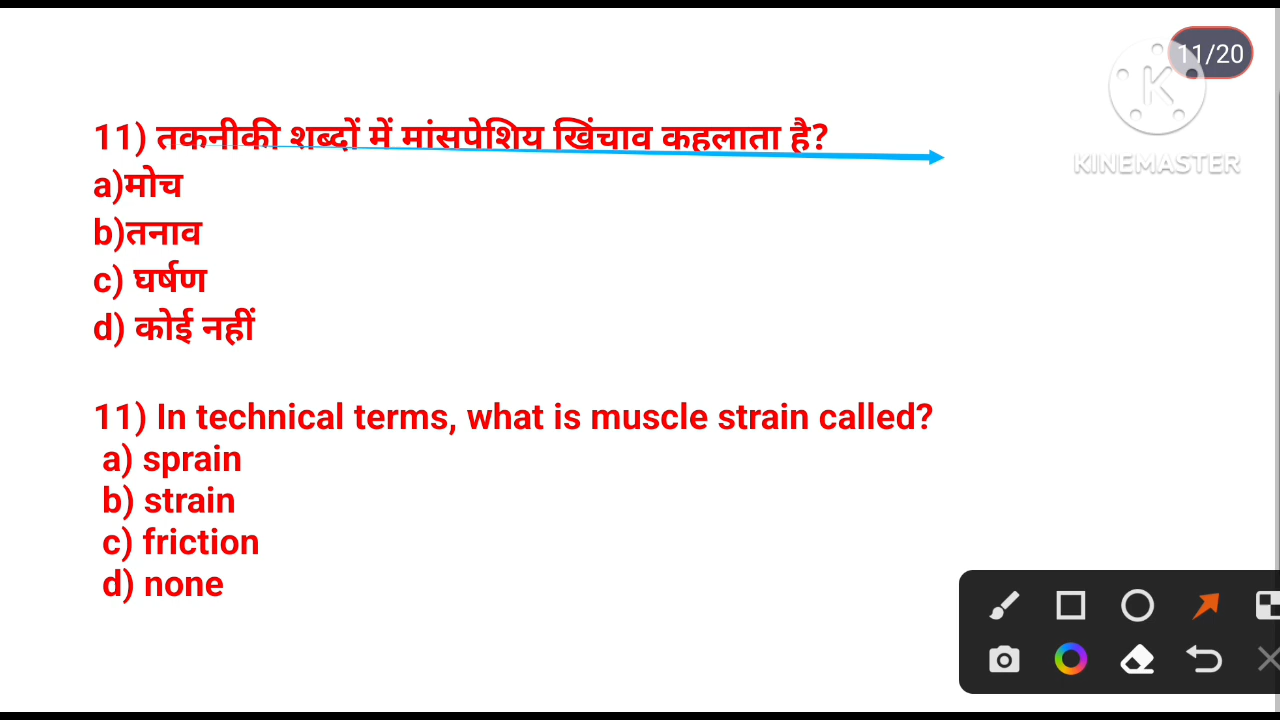 11/20
K
KINEMASTER
11) तकनीकी शब्दों में मांसपेशिय खिंचाव कहलाता है?
a)मोच
b)तनाव
c) घर्षण
d) कोई नहीं
11) In technical terms, what is muscle strain called?
a) sprain
b) strain
c) friction
d) none